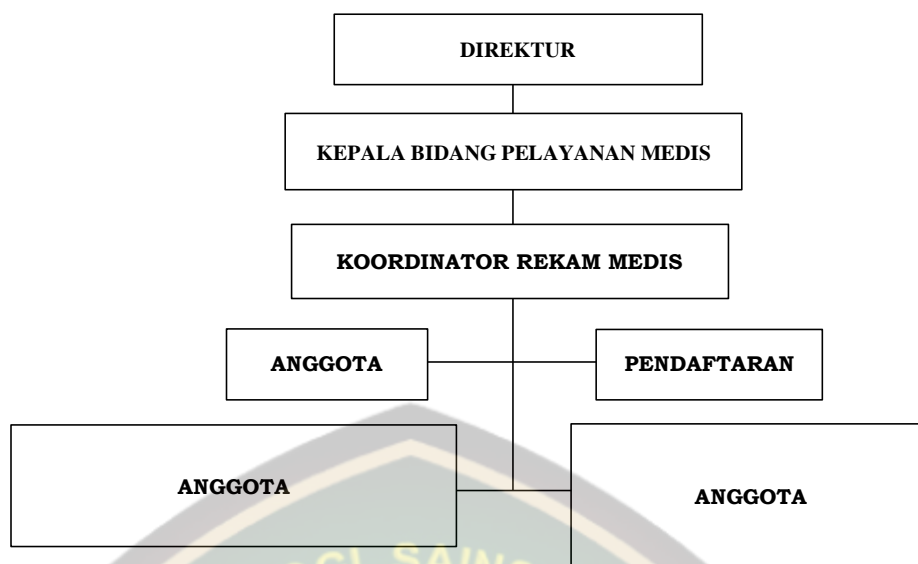 DIREKTUR
KEPALA BIDANG PELAYANAN MEDIS
KOORDINATOR REKAM MEDIS
ANGGOTA
PENDAFTARAN
ANGGOTA
ANGGOTA